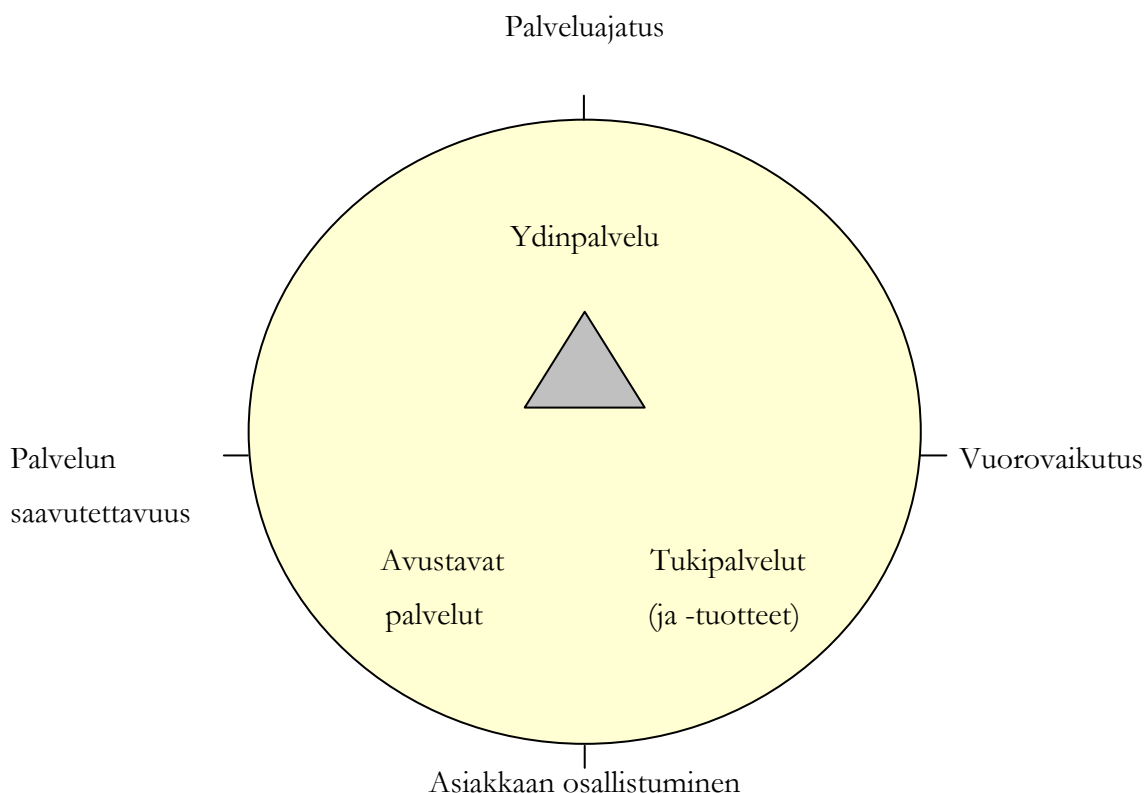 Palveluajatus
Ydinpalvelu
Palvelun
saavutettavuus
Vuorovaikutus
Avustavat
palvelut
Tukipalvelut
(ja -tuotteet)
Asiakkaan osallistuminen